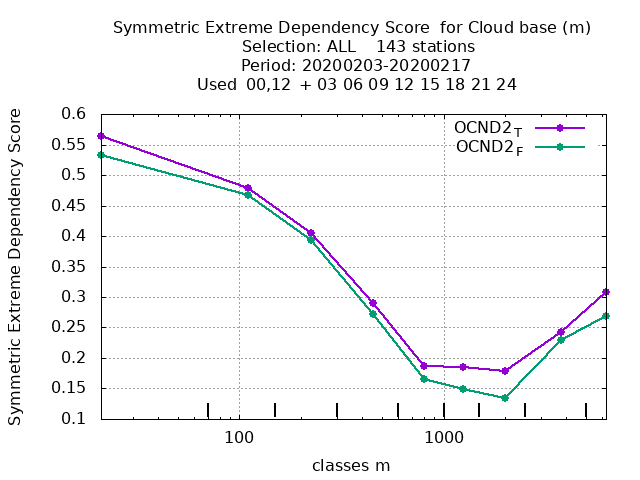 Symmetric Extreme Dependency Score for Cloud base (m)
Selection: ALL 143 stations
Period: 20200203-20200217
Used 00,12 + 03 06 09 12 15 18 21 24
Symmetric Extreme Dependency Score
0.6
0.55
0.5
0.45
0.4
0.35
0.3
0.25
0.2
0.15
0.1
OCND2T
OCND2F
100 1000
classes m